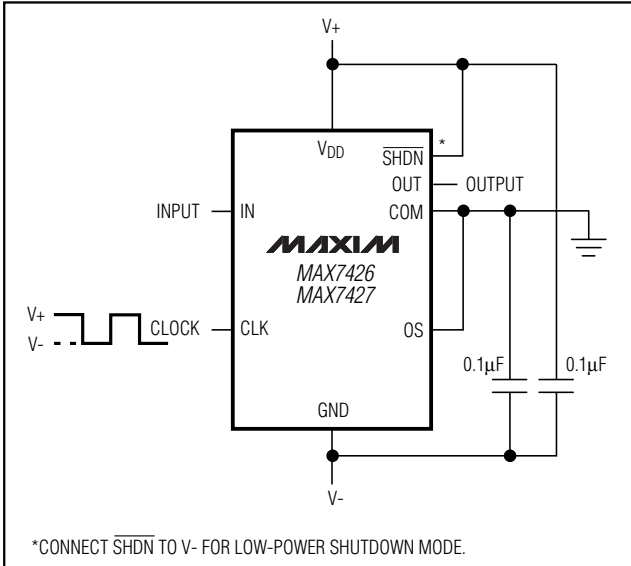 V+
VDD
SHDN
*
OUT
OUTPUT
INPUT
IN
COM
MAXIM
MAX7426
MAX7427
V+
V-
CLOCK
CLK
OS
0.1µF
0.1µF
GND
V-
*CONNECT SHDN TO V- FOR LOW-POWER SHUTDOWN MODE.